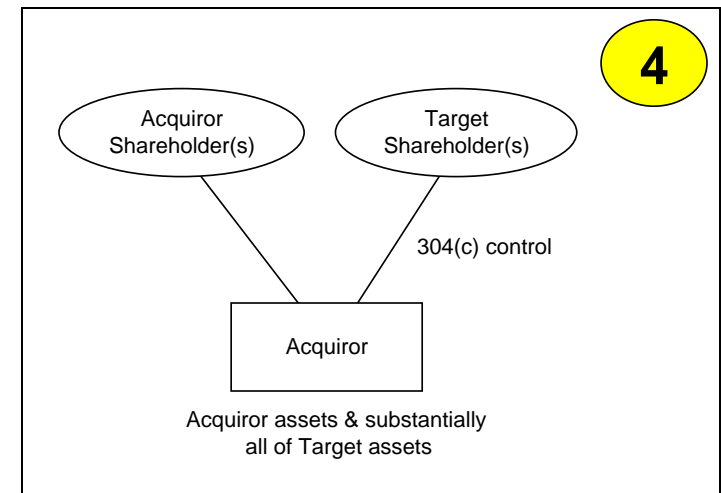 4
Acquiror
Shareholder(s)
Target
Shareholder(s)
304(c) control
Acquiror
Acquiror assets & substantially
all of Target assets